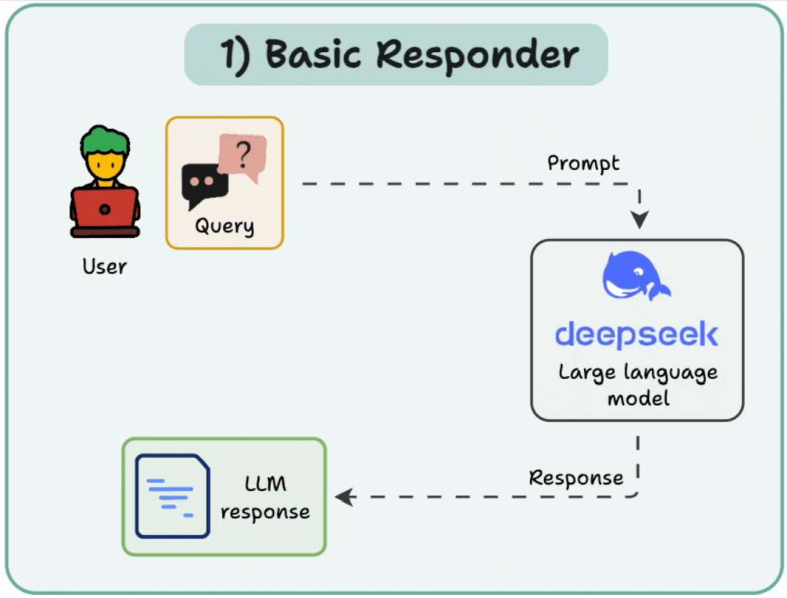 1) Basic Responder
Prompt
?
Query
User
deepseek
Large language
model
Response
LLM
response